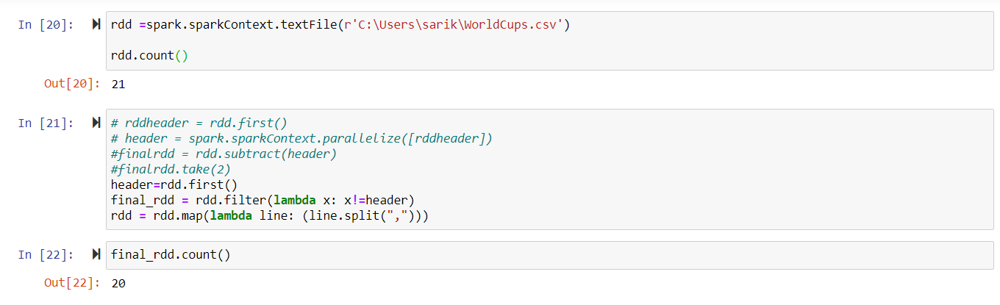 In [20]: rdd =spark.sparkContext.textFile(r'C:\Users\sarik\WorldCups.csv')
rdd.count()
Out[20]: 21
In [21]: # rddheader = rdd.first()
# header = spark.sparkContext.parallelize([rddheader])
#finalrdd = rdd.subtract(header)
#finalrdd.take(2)
header=rdd.first()
final_rdd = rdd.filter(lambda x: x!=header)
rdd = rdd.map(lambda line: (line.split(",")))
In [22]: final_rdd.count()
Out[22]: 20